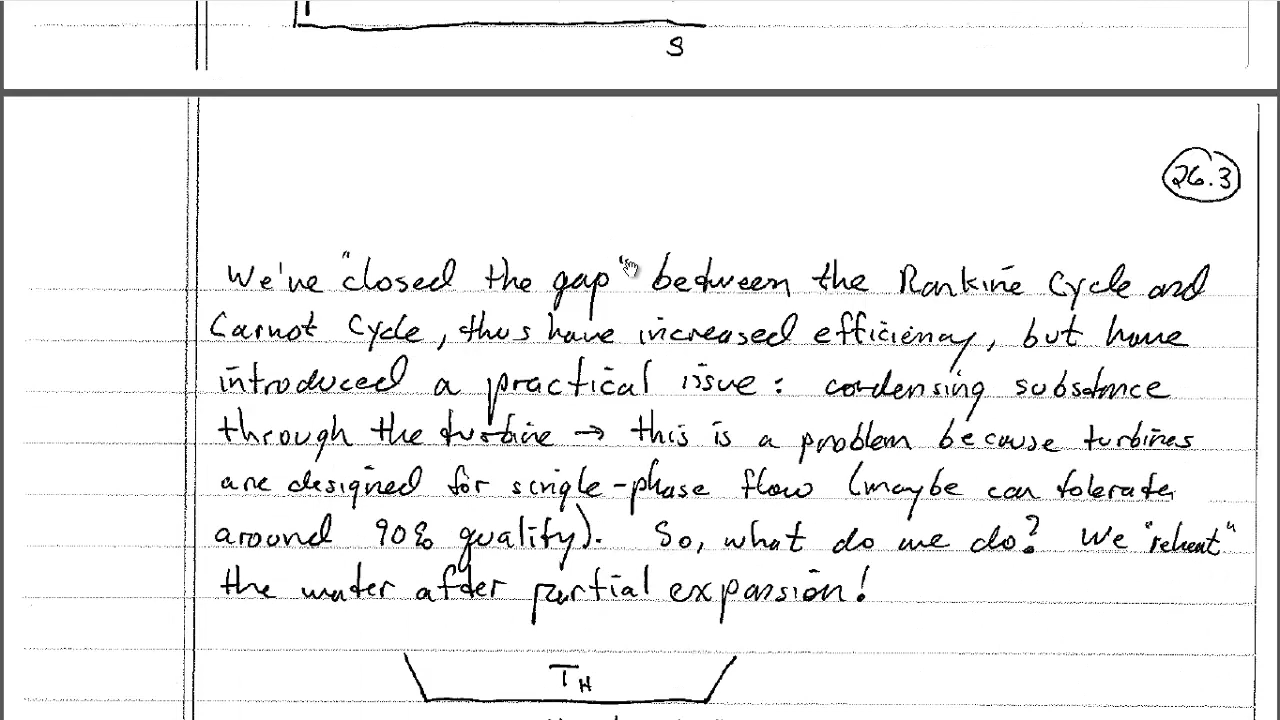 S
26.3
We've "closed the gap" between the Rankine Cycle and
Carnot Cycle, thus have increased efficiency, but have
introduced a practical issue: condensing substance
through the turbine → this is a problem because turbines
are designed for single-phase flow (maybe can tolerate
around 90% quality). So, what do we do? We "reheat"
the water after partial expansion!
T_H